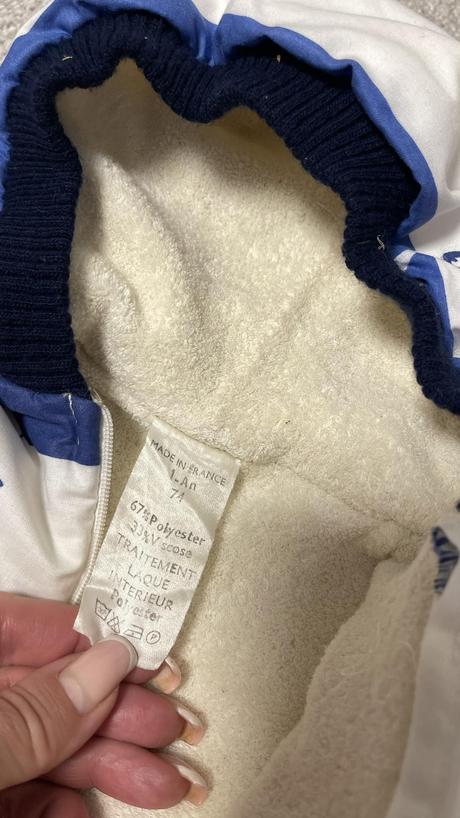 MADE IN FRANCE
1-An
74
67%Polyester
33%Viscose
TRAITEMENT
LAQUE
INTERIEUR
Polyester
P